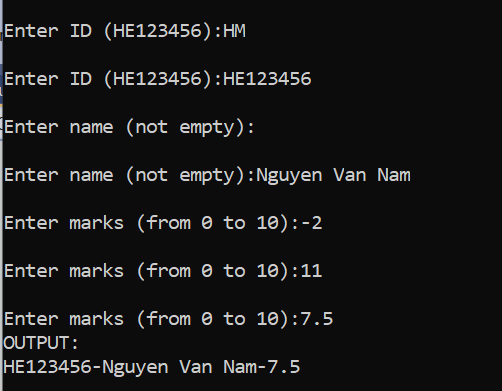 Enter ID (HE123456):HM
Enter ID (HE123456):HE123456
Enter name (not empty):
Enter name (not empty):Nguyen Van Nam
Enter marks (from 0 to 10):-2
Enter marks (from 0 to 10):11
Enter marks (from 0 to 10):7.5
OUTPUT:
HE123456-Nguyen Van Nam-7.5